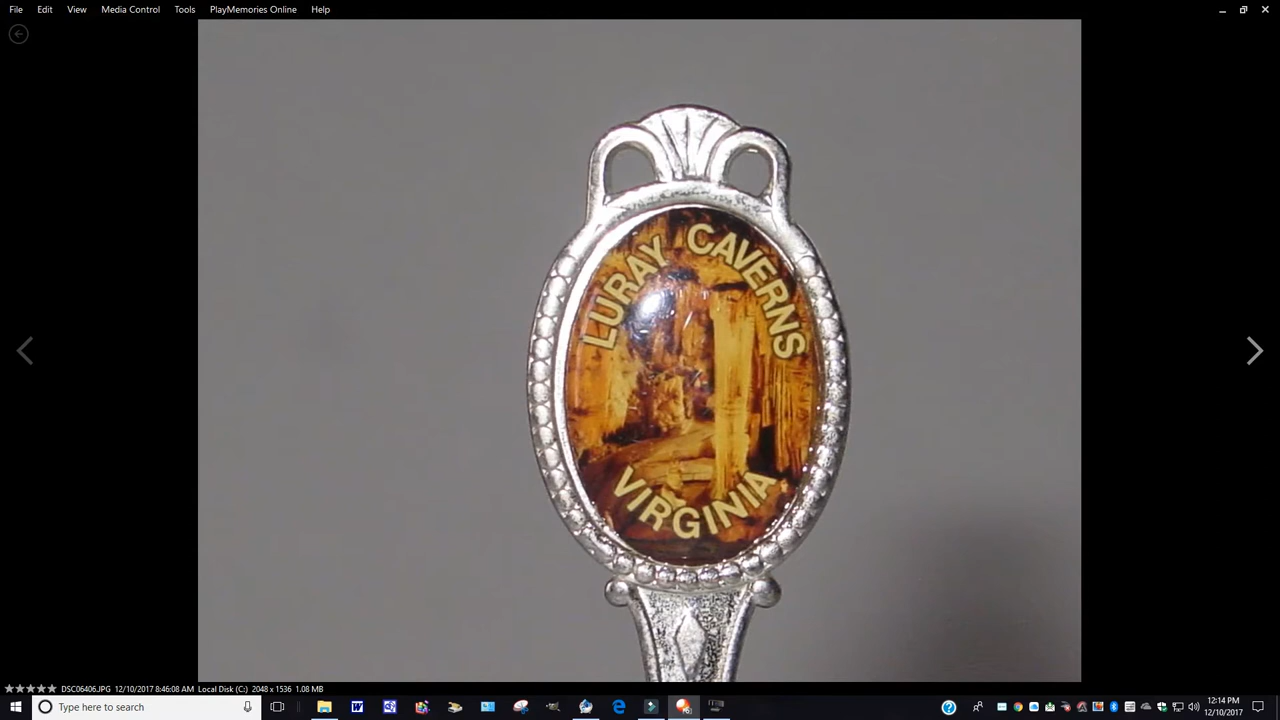 File Edit View Media Control Tools PlayMemories Online Help
LURAY CAVERNS
VIRGINIA
DSC06406.JPG 12/10/2017 8:46:08 AM Local Disk (C:) 2048 x 1536 1.08 MB
Type here to search
12:14 PM
12/10/2017